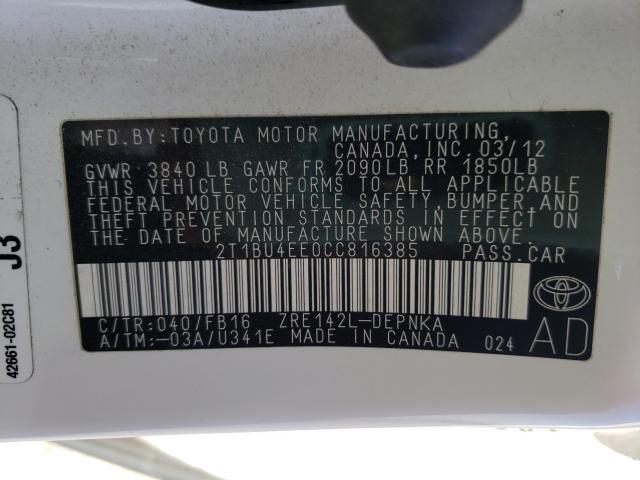 MFD. BY: TOYOTA MOTOR MANUFACTURING,
CANADA, INC. 03/12
GVWR 3840 LB GAWR FR 2090LB RR 1850LB
THIS VEHICLE CONFORMS TO ALL APPLICABLE
FEDERAL MOTOR VEHICLE SAFETY, BUMPER, AND
THEFT PREVENTION STANDARDS IN EFFECT ON
THE DATE OF MANUFACTURE SHOWN ABOVE.
2T1BU4EE0CC816385 PASS. CAR
C/TR: 040/FB16 ZRE142L-DEPNKA
A/TM: -03A/U341E MADE IN CANADA 024
AD
42661-02C81